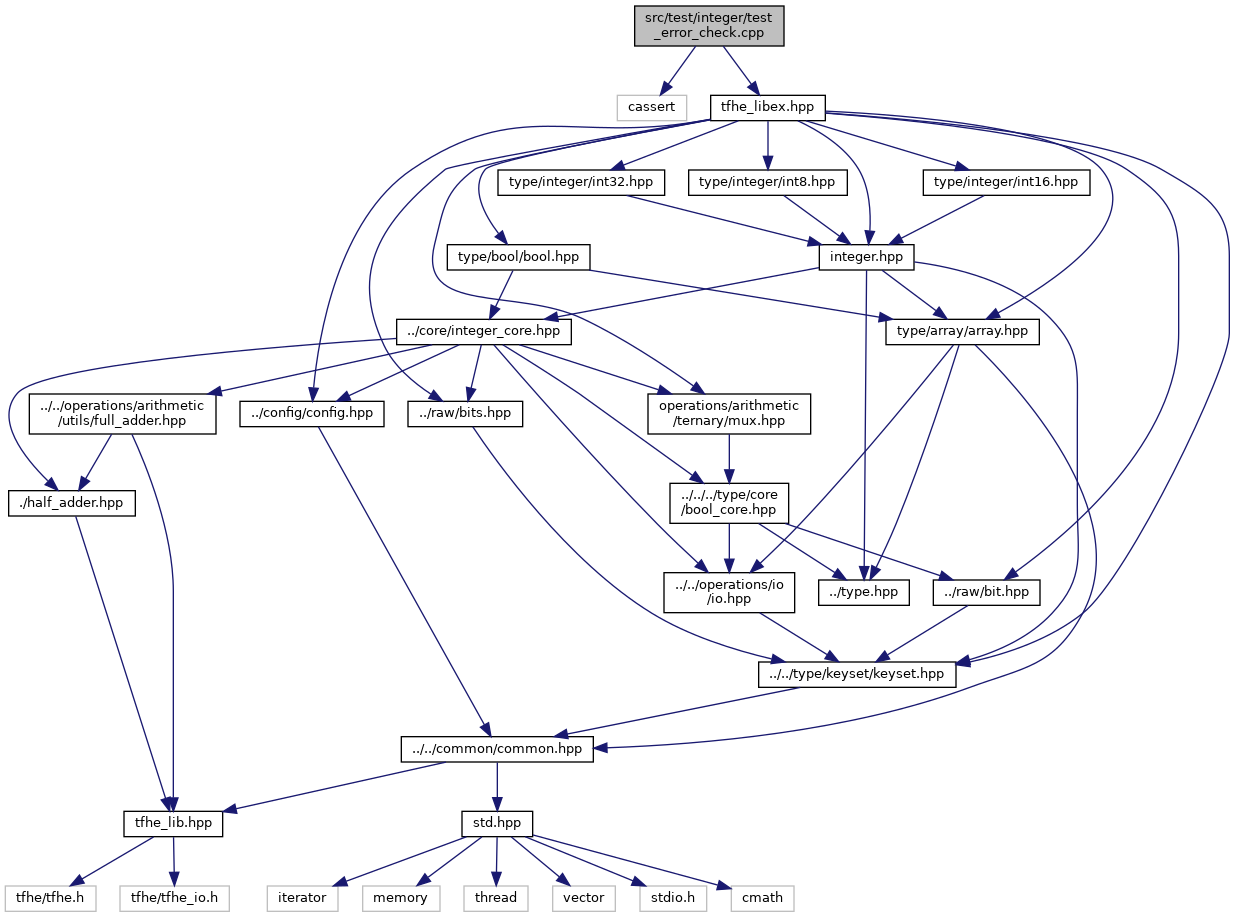 src/test/integer/test
_error_check.cpp
cassert
tfhe_libex.hpp
type/integer/int32.hpp
type/integer/int8.hpp
type/integer/int16.hpp
type/bool/bool.hpp
integer.hpp
../core/integer_core.hpp
type/array/array.hpp
../../operations/arithmetic
/utils/full_adder.hpp
../config/config.hpp
../raw/bits.hpp
operations/arithmetic
/ternary/mux.hpp
./half_adder.hpp
../../../type/core
/bool_core.hpp
../../operations/io
/io.hpp
../type.hpp
../raw/bit.hpp
../../type/keyset/keyset.hpp
../../common/common.hpp
tfhe_lib.hpp
std.hpp
tfhe/tfhe.h
tfhe/tfhe_io.h
iterator
memory
thread
vector
stdio.h
cmath